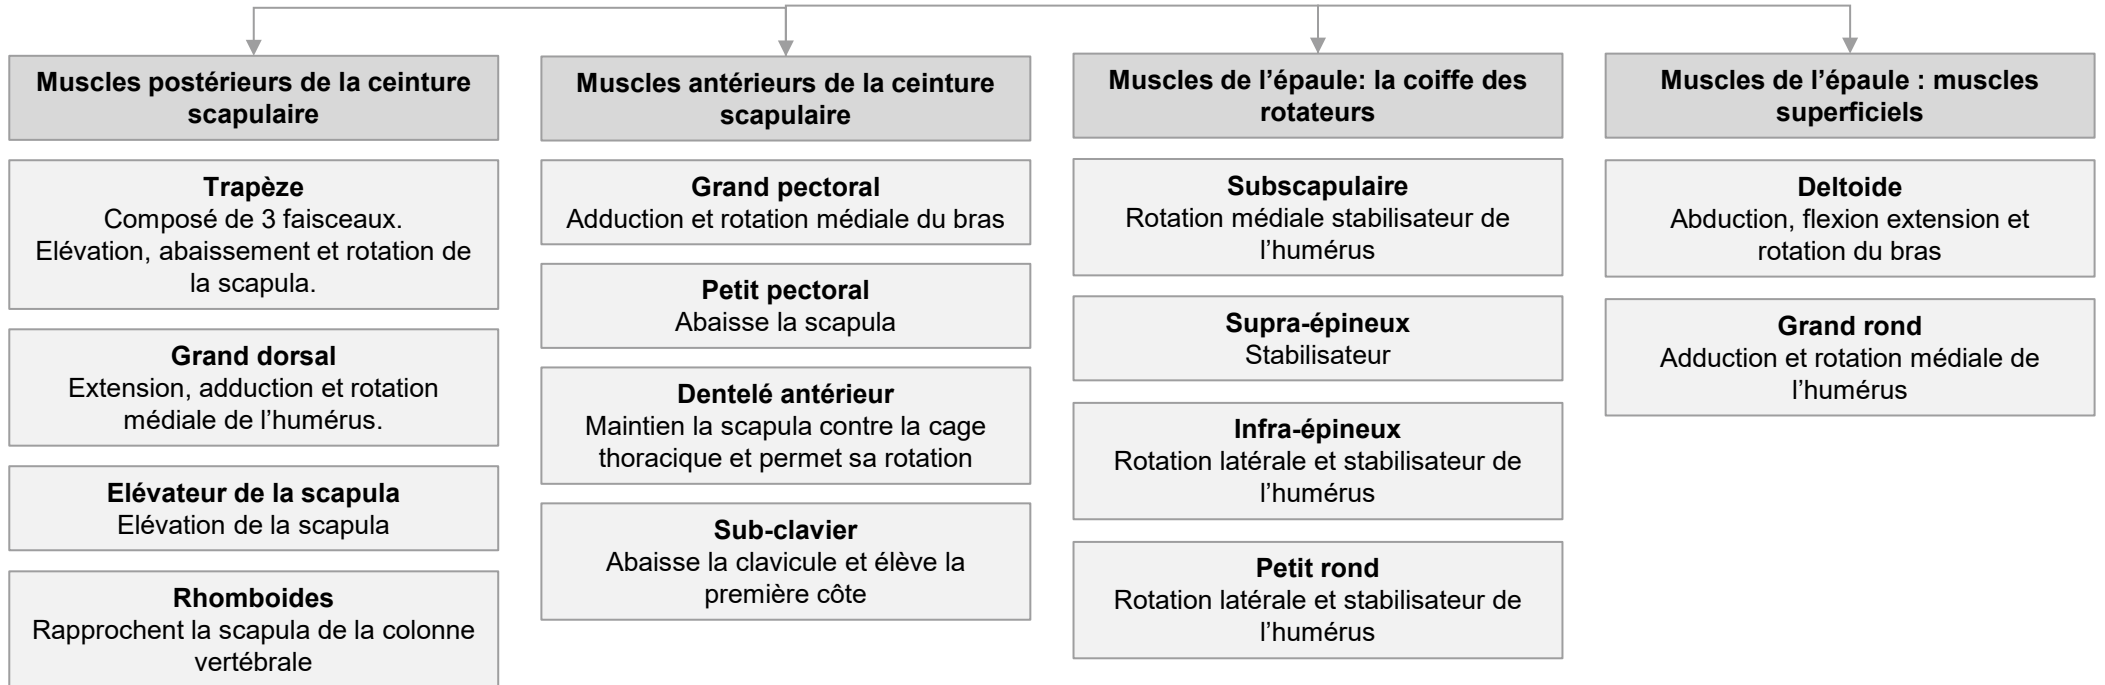 Muscles postérieurs de la ceinture
scapulaire
Trapèze
Composé de 3 faisceaux.
Elévation, abaissement et rotation de
la scapula.
Grand dorsal
Extension, adduction et rotation
médiale de l’humérus.
Elévateur de la scapula
Elévation de la scapula
Rhomboides
Rapprochent la scapula de la colonne
vertébrale
Muscles antérieurs de la ceinture
scapulaire
Grand pectoral
Adduction et rotation médiale du bras
Petit pectoral
Abaisse la scapula
Dentelé antérieur
Maintien la scapula contre la cage
thoracique et permet sa rotation
Sub-clavier
Abaisse la clavicule et élève la
première côte
Muscles de l’épaule: la coiffe des
rotateurs
Subscapulaire
Rotation médiale stabilisateur de
l’humérus
Supra-épineux
Stabilisateur
Infra-épineux
Rotation latérale et stabilisateur de
l’humérus
Petit rond
Rotation latérale et stabilisateur de
l’humérus
Muscles de l’épaule : muscles
superficiels
Deltoide
Abduction, flexion extension et
rotation du bras
Grand rond
Adduction et rotation médiale de
l’humérus